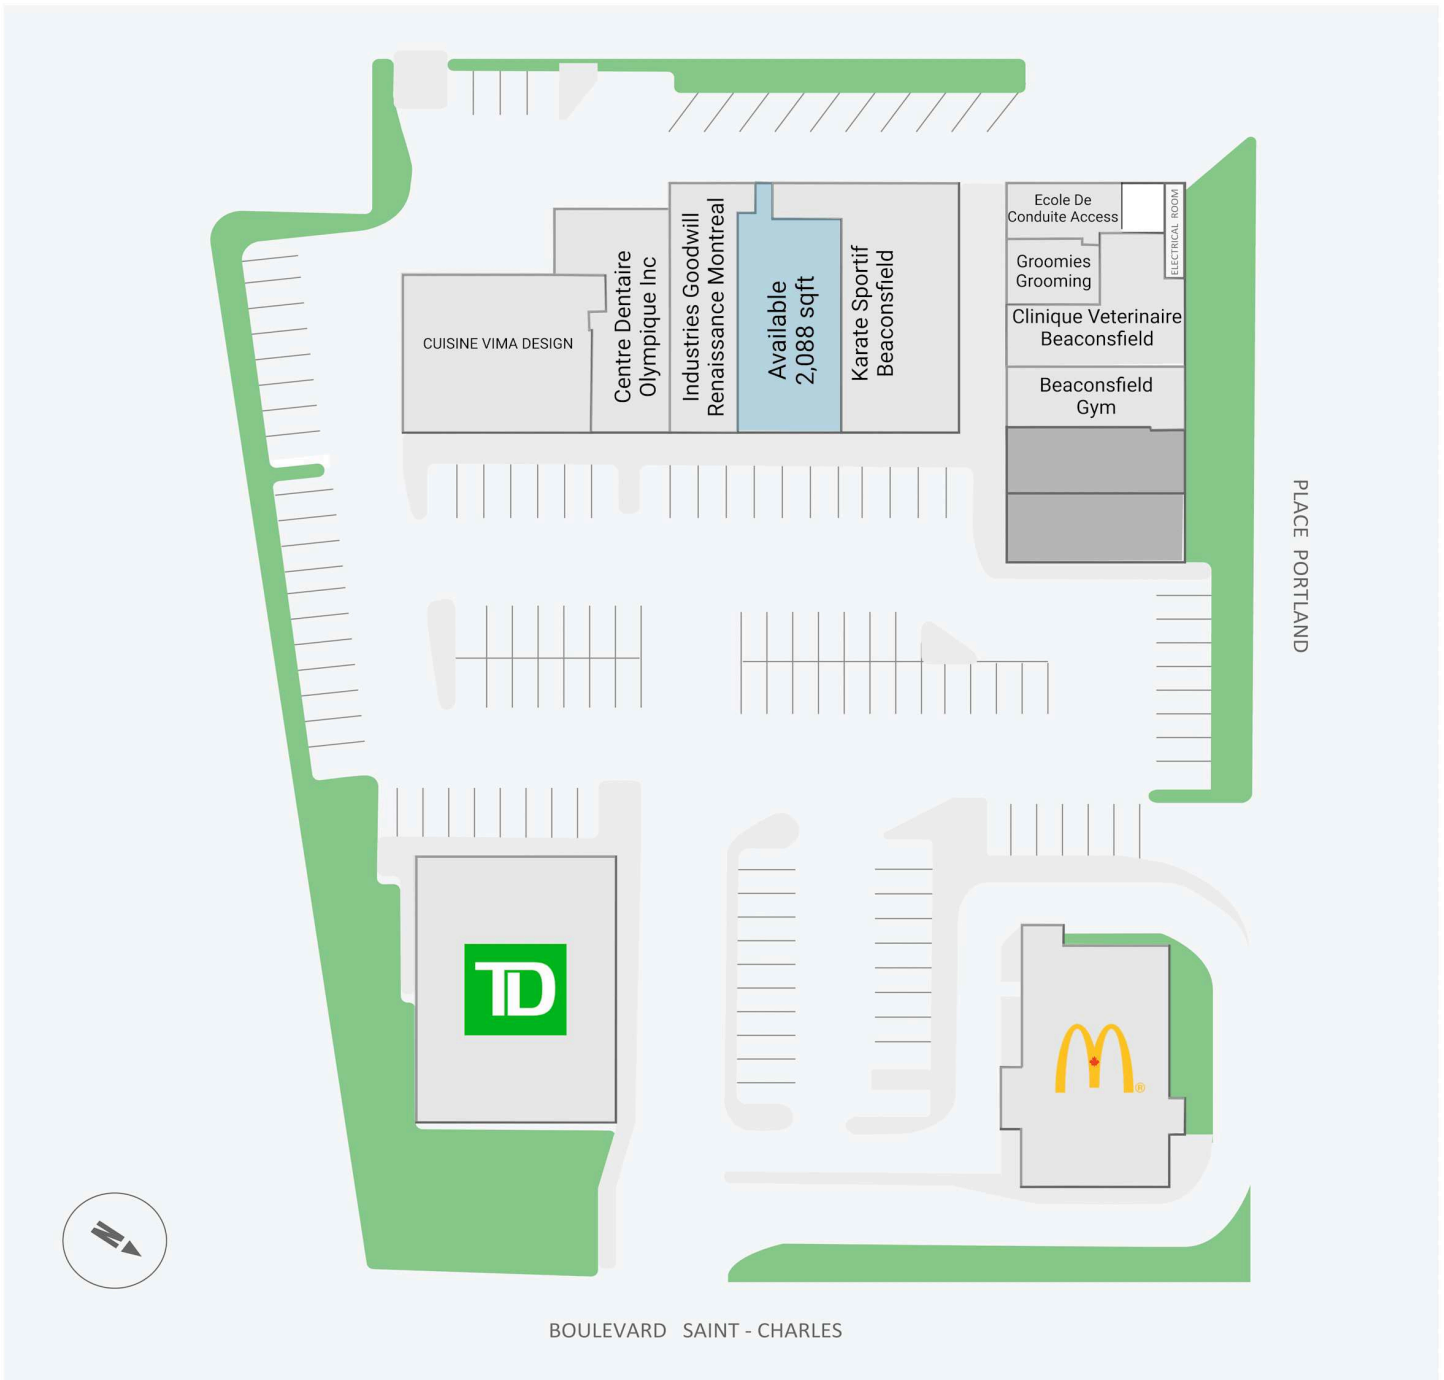 Ecole De
Conduite Access
ELECTRICAL ROOM
Groomies
Grooming
Clinique Veterinaire
Beaconsfield
Beaconsfield
Gym
CUISINE VIMA DESIGN
Centre Dentaire
Olympique Inc
Industries Goodwill
Renaissance Montreal
Available
2,088 sqft
Karate Sportif
Beaconsfield
PLACE PORTLAND
TD
M
®
N
BOULEVARD SAINT - CHARLES